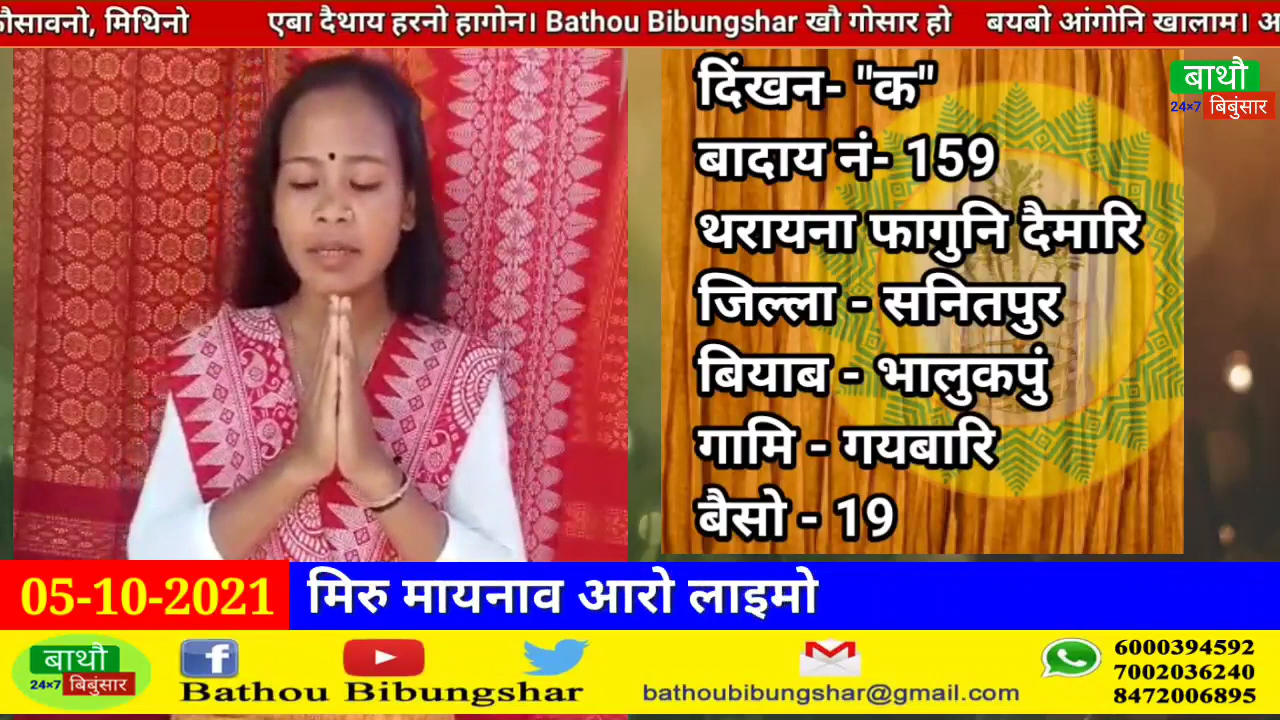 मिथिनो एबा दैथाय हरनो हागोन। Bathou Bibungshar खौ गोसार हो बयबो आंगोनि खालाम।
दिंखन- "क"
बादाय नं- 159
थरायना फागुनि दैमारि
जिल्ला - सनितपुर
बियाब - भालुकपुं
गामि - गयबारि
बैसो - 19
बाथौ
24×7 बिबुंसार
05-10-2021 मिरु मायनाव आरो लाइमो
बाथौ
24×7 बिबुंसार
Bathou Bibungshar
bathoubibungshar@gmail.com
6000394592
7002036240
8472006895